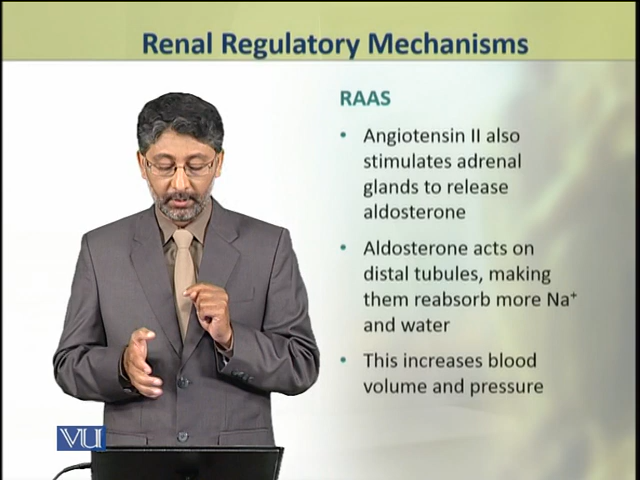 Renal Regulatory Mechanisms
RAAS
• Angiotensin II also
stimulates adrenal
glands to release
aldosterone
• Aldosterone acts on
distal tubules, making
them reabsorb more Na⁺
and water
• This increases blood
volume and pressure
VU